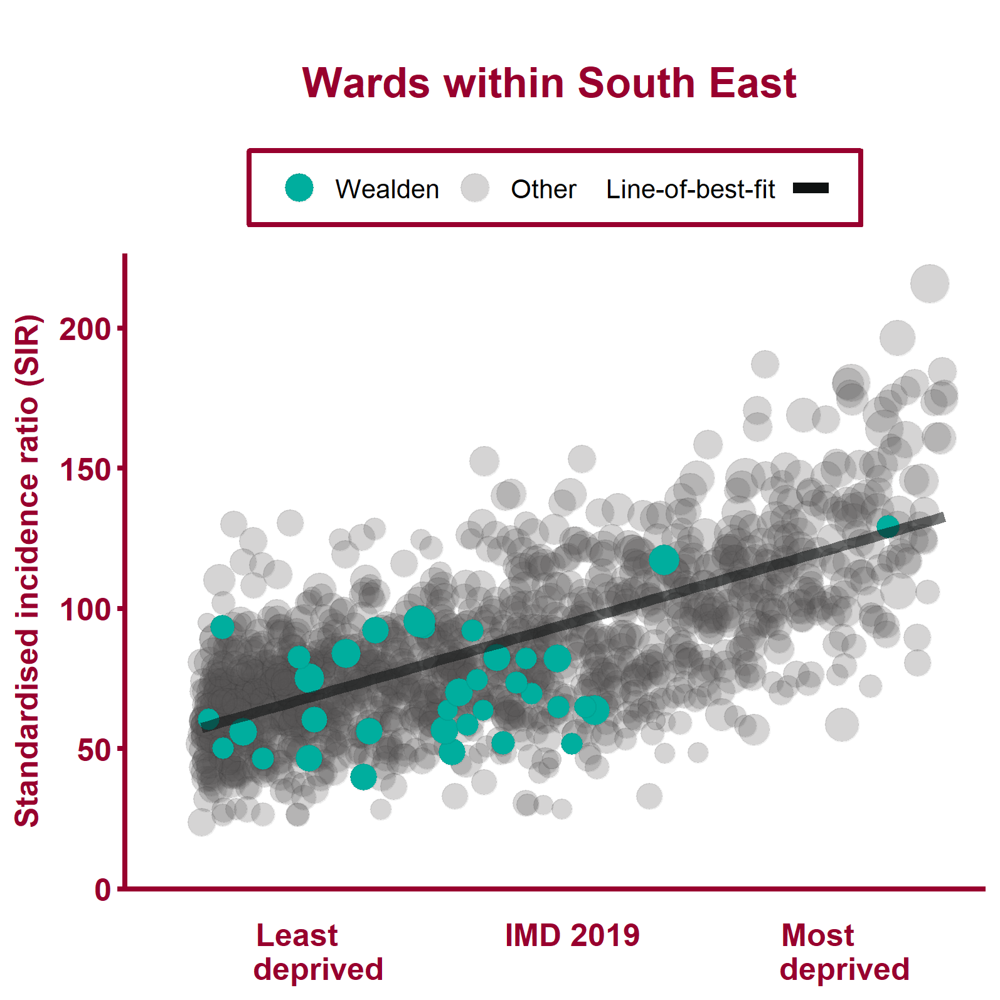 Wards within South East
Wealden Other Line-of-best-fit
Standardised incidence ratio (SIR)
200
150
100
50
0
Least deprived
IMD 2019
Most deprived